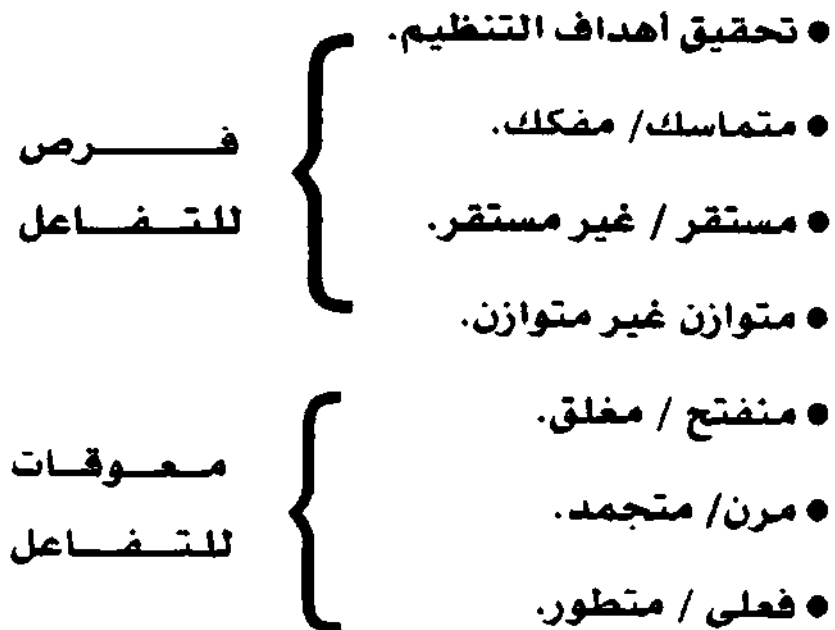 ● تحقيق أهداف التنظيم.
● متماسك/ مفكك.
فرص
● مستقر / غير مستقر.
للتفاعل
● متوازن غير متوازن.
● منفتح / مغلق.
معوقات
● مرن/ متجمد.
للتفاعل
● فعلى / متطور.